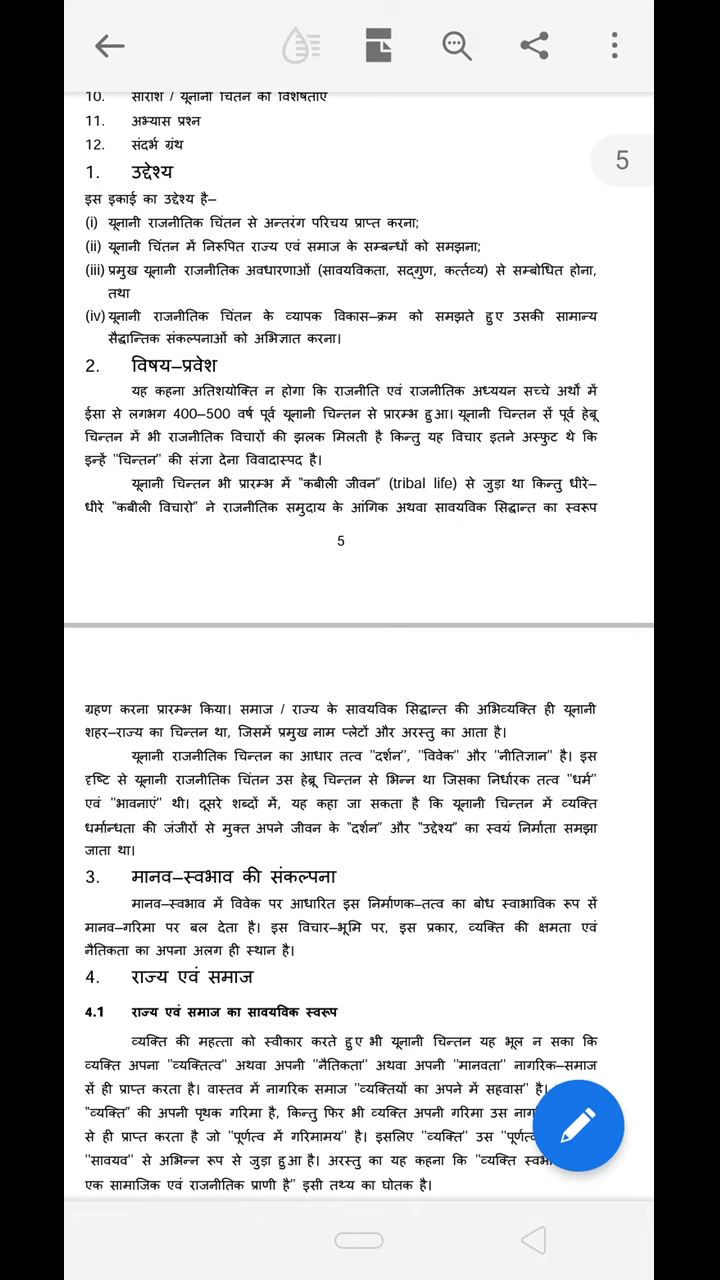 10. सारांश / यूनानी चिंतन की विशेषताएं
11. अभ्यास प्रश्न
12. संदर्भ ग्रंथ
5
1. उद्देश्य
इस इकाई का उद्देश्य है–
(i) यूनानी राजनीतिक चिंतन से अन्तरंग परिचय प्राप्त करना;
(ii) यूनानी चिंतन में निरुपित राज्य एवं समाज के सम्बन्धों को समझना;
(iii) प्रमुख यूनानी राजनीतिक अवधारणाओं (सावयविकता, सद्गुण, कर्त्तव्य) से सम्बोधित होना,
तथा
(iv) यूनानी राजनीतिक चिंतन के व्यापक विकास–क्रम को समझते हुए उसकी सामान्य
सैद्धान्तिक संकल्पनाओं को अभिज्ञात करना।
2. विषय–प्रवेश
यह कहना अतिशयोक्ति न होगा कि राजनीति एवं राजनीतिक अध्ययन सच्चे अर्थों में
ईसा से लगभग 400–500 वर्ष पूर्व यूनानी चिन्तन से प्रारम्भ हुआ। यूनानी चिन्तन सें पूर्व हेब्रू
चिन्तन में भी राजनीतिक विचारों की झलक मिलती है किन्तु यह विचार इतने अस्फुट थे कि
इन्हें "चिन्तन" की संज्ञा देना विवादास्पद है।
यूनानी चिन्तन भी प्रारम्भ में "कबीली जीवन" (tribal life) से जुड़ा था किन्तु धीरे–
धीरे "कबीली विचारो" ने राजनीतिक समुदाय के आंगिक अथवा सावयविक सिद्धान्त का स्वरूप
5
ग्रहण करना प्रारम्भ किया। समाज / राज्य के सावयविक सिद्धान्त की अभिव्यक्ति ही यूनानी
शहर–राज्य का चिन्तन था, जिसमें प्रमुख नाम प्लेटों और अरस्तु का आता है।
यूनानी राजनीतिक चिन्तन का आधार तत्व "दर्शन", "विवेक" और "नीतिज्ञान" है। इस
दृष्टि से यूनानी राजनीतिक चिंतन उस हेब्रू चिन्तन से भिन्न था जिसका निर्धारक तत्व "धर्म"
एवं "भावनाएं" थी। दूसरे शब्दों में, यह कहा जा सकता है कि यूनानी चिन्तन में व्यक्ति
धर्मान्धता की जंजीरों से मुक्त अपने जीवन के "दर्शन" और "उद्देश्य" का स्वयं निर्माता समझा
जाता था।
3. मानव–स्वभाव की संकल्पना
मानव–स्वभाव में विवेक पर आधारित इस निर्माणक–तत्व का बोध स्वाभाविक रूप सें
मानव–गरिमा पर बल देता है। इस विचार–भूमि पर, इस प्रकार, व्यक्ति की क्षमता एवं
नैतिकता का अपना अलग ही स्थान है।
4. राज्य एवं समाज
4.1 राज्य एवं समाज का सावयविक स्वरूप
व्यक्ति की महत्ता को स्वीकार करते हुए भी यूनानी चिन्तन यह भूल न सका कि
व्यक्ति अपना "व्यक्तित्व" अथवा अपनी "नैतिकता" अथवा अपनी "मानवता" नागरिक–समाज
सें ही प्राप्त करता है। वास्तव में नागरिक समाज "व्यक्तियों का अपने में सहवास" है।
"व्यक्ति" की अपनी पृथक गरिमा है, किन्तु फिर भी व्यक्ति अपनी गरिमा उस
से ही प्राप्त करता है जो "पूर्णत्व में गरिमामय" है। इसलिए "व्यक्ति" उस
"सावयव" से अभिन्न रूप से जुड़ा हुआ है। अरस्तु का यह कहना कि "व्यक्ति
एक सामाजिक एवं राजनीतिक प्राणी है" इसी तथ्य का घोतक है।